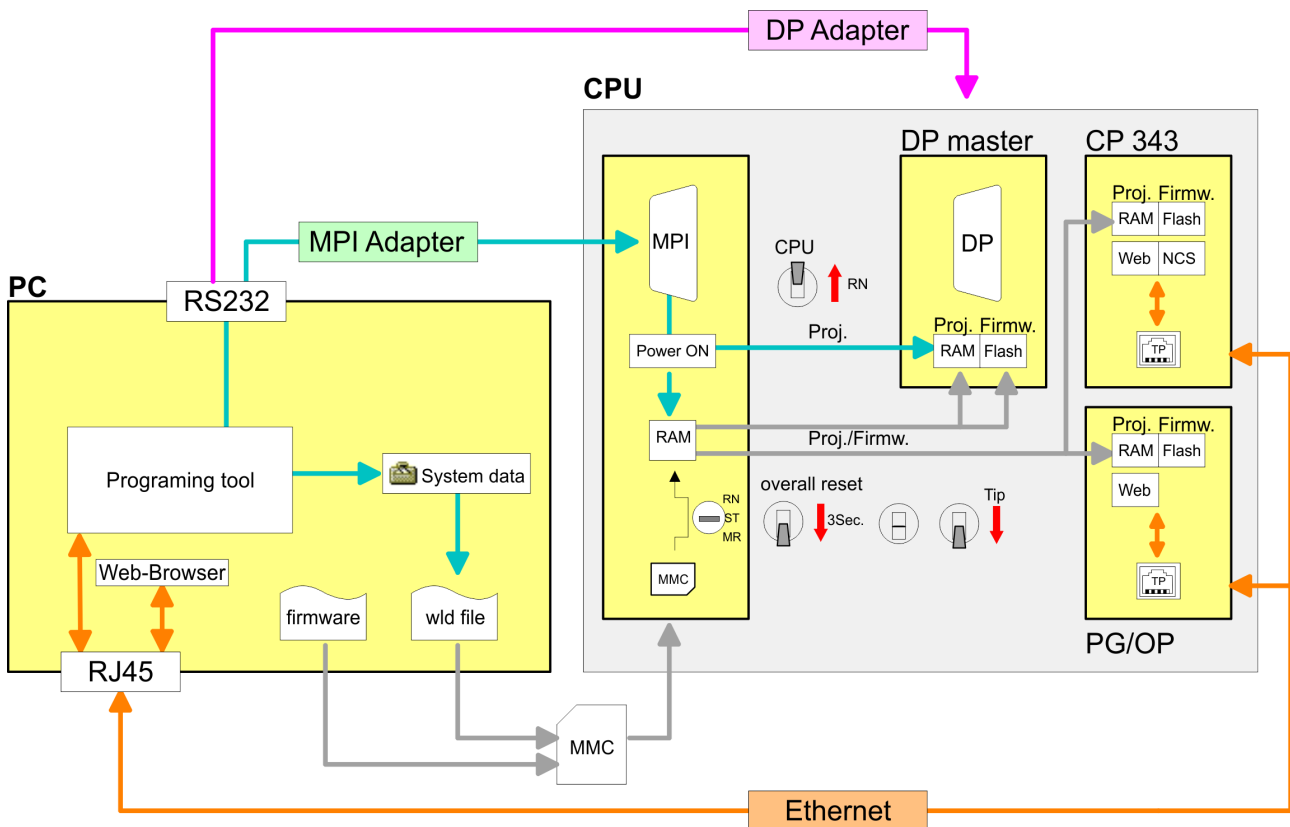 DP Adapter
CPU
DP master
CP 343
Proj. Firmw.
RAM Flash
Web NCS
TP
MPI Adapter
MPI
CPU
RN
DP
PC
RS232
Proj.
Proj. Firmw.
RAM Flash
Power ON
RAM
Proj./Firmw.
Proj. Firmw.
RAM Flash
Web
TP
PG/OP
Programing tool
System data
overall reset
3Sec.
Tip
RN
ST
MR
MMC
Web-Browser
firmware
wld file
RJ45
MMC
Ethernet